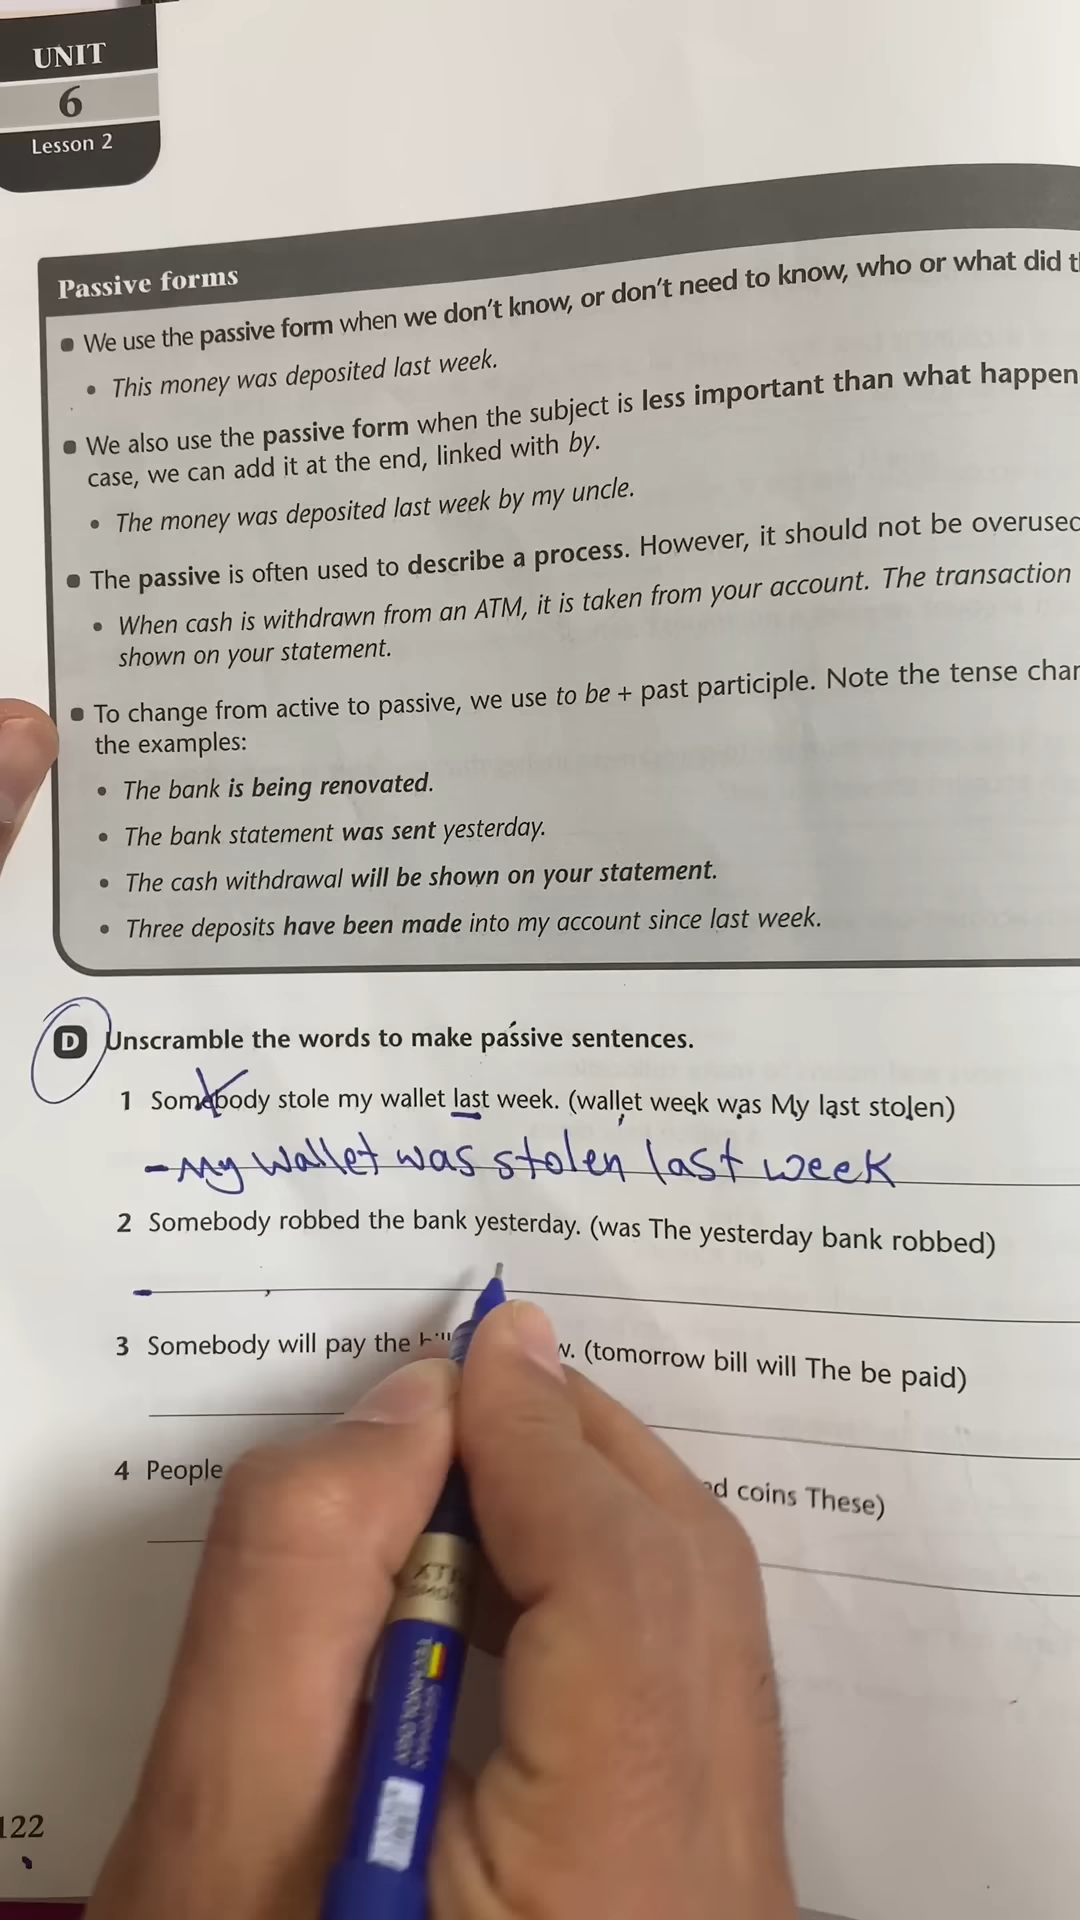 UNIT
6
Lesson 2
Passive forms
We use the passive form when we don't know, or don't need to know, who or what did
• This money was deposited last week.
We also use the passive form when the subject is less important than what
case, we can add it at the end, linked with by.
• The money was deposited last week by my uncle.
The passive is often used to describe a process. However, it should not be
• When cash is withdrawn from an ATM, it is taken from your account. The transaction
shown on your statement.
To change from active to passive, we use to be + past participle. Note the tense
the examples:
• The bank is being renovated.
• The bank statement was sent yesterday.
• The cash withdrawal will be shown on your statement.
• Three deposits have been made into my account since last week.
D Unscramble the words to make passive sentences.
1 Somebody stole my wallet last week. (wallet week was My last stolen)
- My wallet was stolen last week
2 Somebody robbed the bank yesterday. (was The yesterday bank robbed)
3 Somebody will pay the (tomorrow bill will The be paid)
4 People coins These)
122